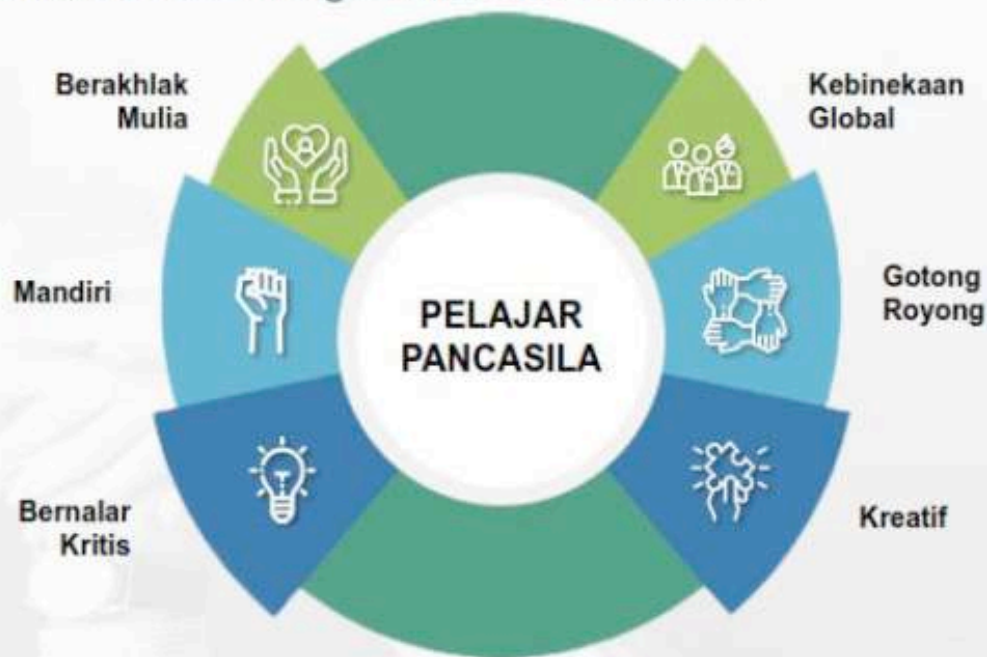 Berakhlak
Mulia
Kebinekaan
Global
Mandiri
PELAJAR
PANCASILA
Gotong
Royong
Bernalar
Kritis
Kreatif